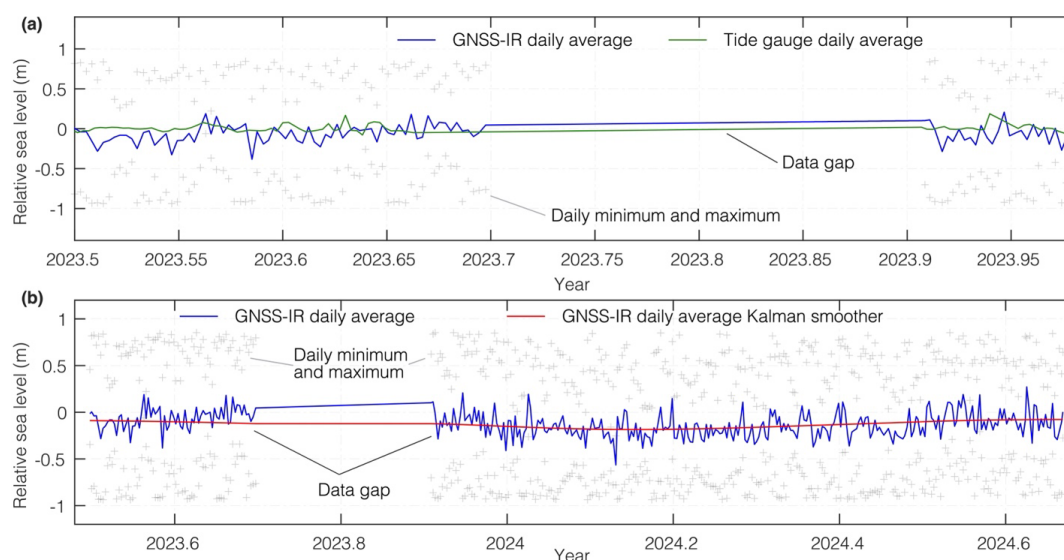 (a)
GNSS-IR daily average
Tide gauge daily average
1
0.5
0
-0.5
-1
Relative sea level (m)
Data gap
Daily minimum and maximum
2023.5 2023.55 2023.6 2023.65 2023.7 2023.75 2023.8 2023.85 2023.9 2023.95
Year
(b)
GNSS-IR daily average
GNSS-IR daily average Kalman smoother
1
0.5
0
-0.5
-1
Relative sea level (m)
Daily minimum
and maximum
Data gap
2023.6 2023.8 2024 2024.2 2024.4 2024.6
Year